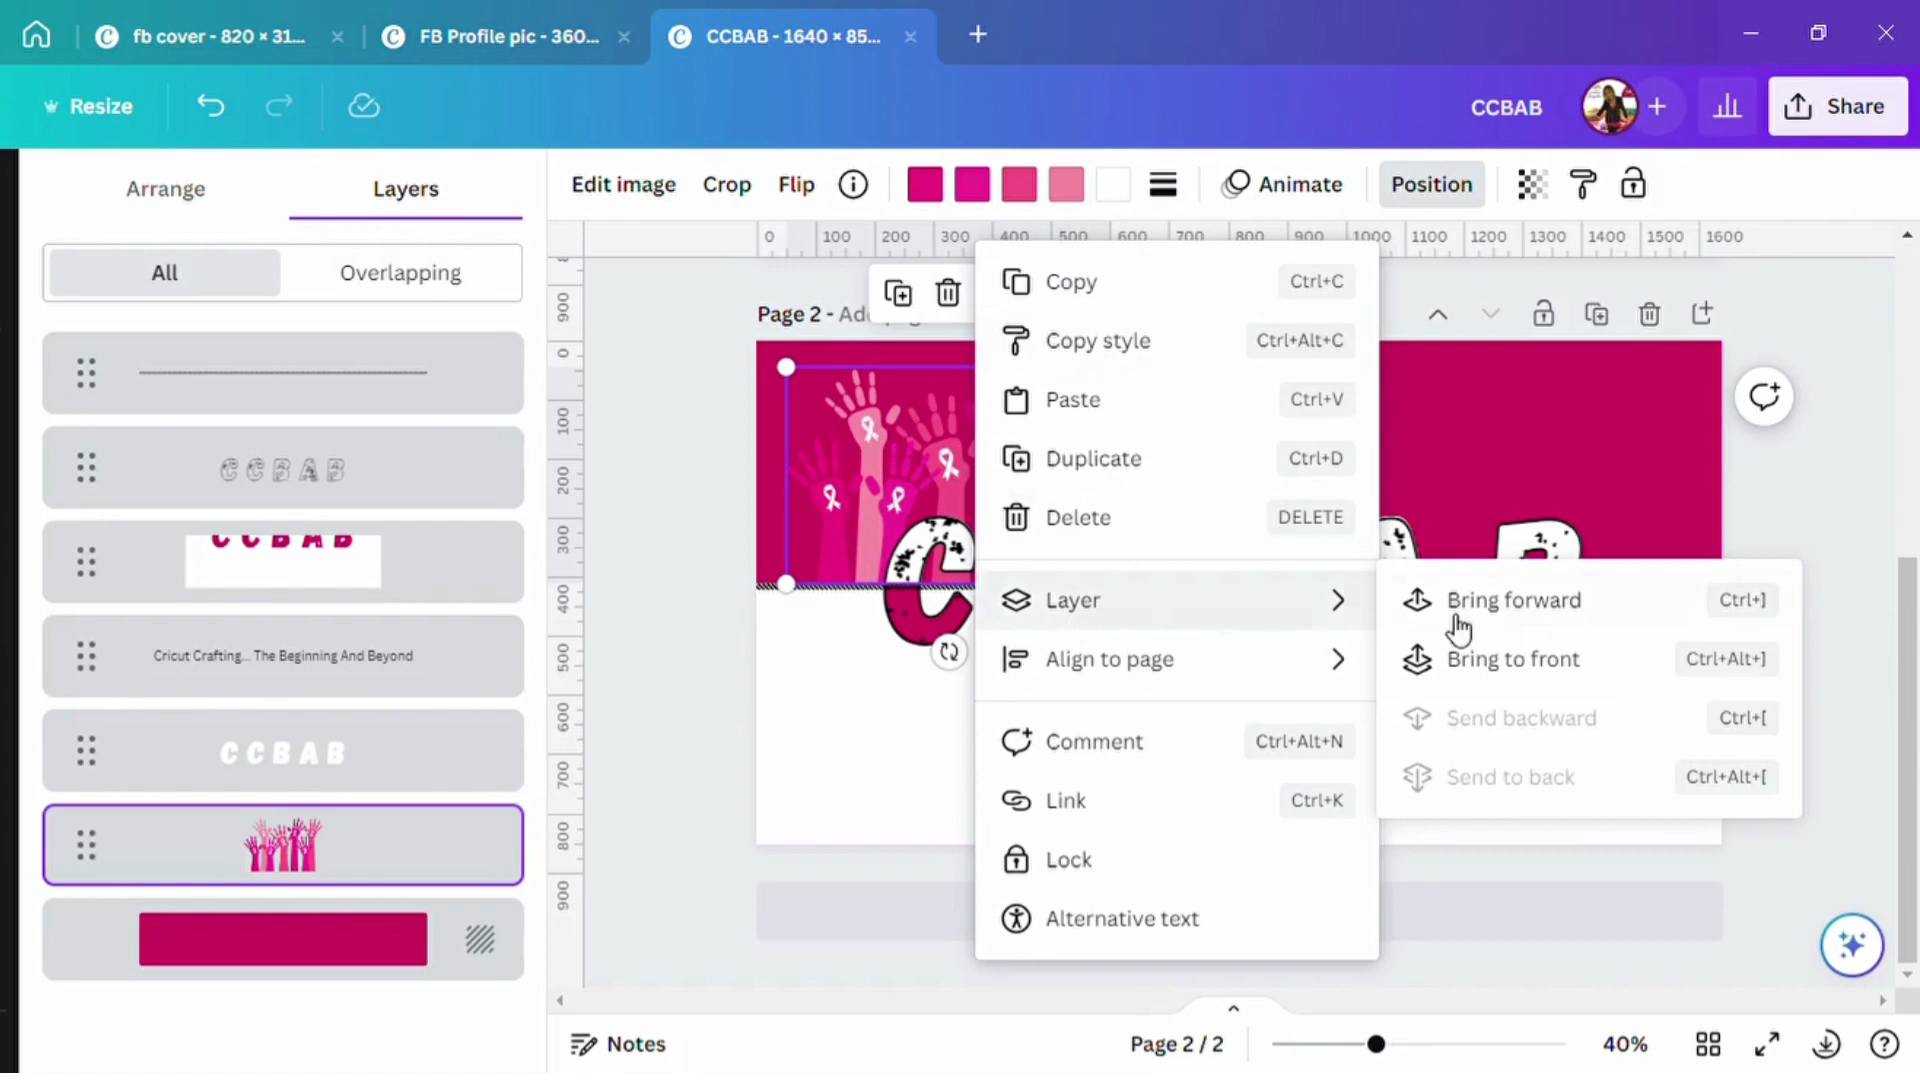 fb cover - 820 × 31...
FB Profile pic - 360...
CCBAB - 1640 × 85...
Resize
CCBAB
Share
Arrange
Layers
Edit image
Crop
Flip
Animate
Position
All
Overlapping
0 100 200 300 400 500 600 700 800 900 1000 1100 1200 1300 1400 1500 1600
Page 2 -
Copy Ctrl+C
Copy style Ctrl+Alt+C
Paste Ctrl+V
Duplicate Ctrl+D
Delete DELETE
Layer
Align to page
Comment Ctrl+Alt+N
Link Ctrl+K
Lock
Alternative text
Bring forward Ctrl+]
Bring to front Ctrl+Alt+]
Send backward Ctrl+[
Send to back Ctrl+Alt+[
900
0
100
200
300
400
500
600
700
800
900
CCBAB
CCBAB
Cricut Crafting... The Beginning And Beyond
CCBAB
C
Notes
Page 2 / 2
40%